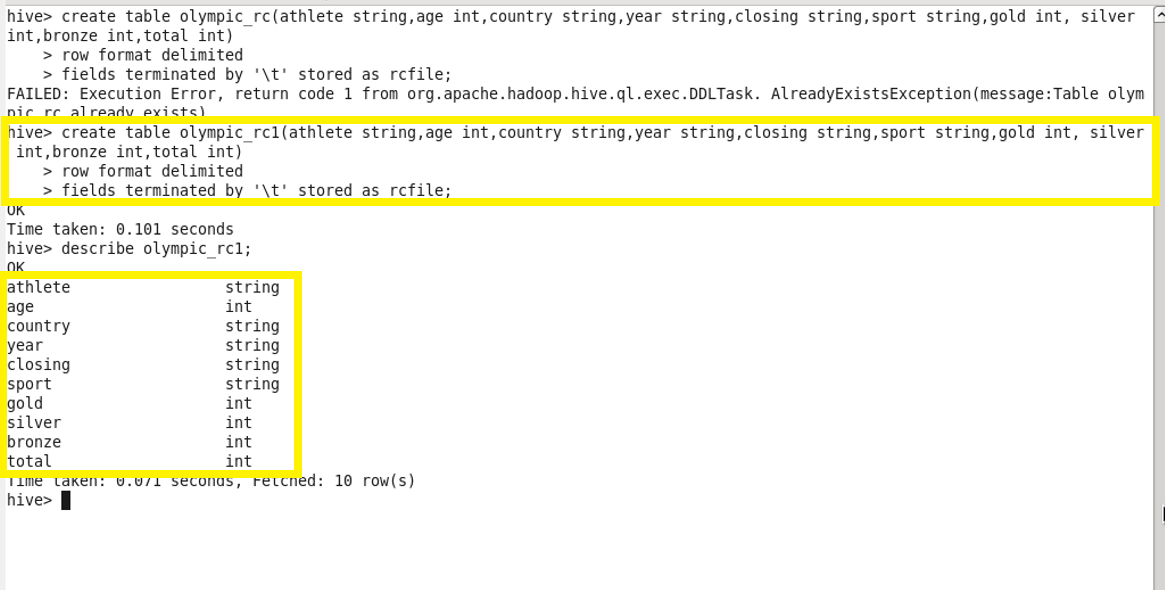 hive> create table olympic_rc(athlete string,age int,country string,year string,closing string,sport string,gold int, silver
int,bronze int,total int)
    > row format delimited
    > fields terminated by '\t' stored as rcfile;
FAILED: Execution Error, return code 1 from org.apache.hadoop.hive.ql.exec.DDLTask. AlreadyExistsException(message:Table olym
pic_rc already exists)
hive> create table olympic_rc1(athlete string,age int,country string,year string,closing string,sport string,gold int, silver
 int,bronze int,total int)
    > row format delimited
    > fields terminated by '\t' stored as rcfile;
OK
Time taken: 0.101 seconds
hive> describe olympic_rc1;
OK
athlete                 string
age                     int
country                 string
year                    string
closing                 string
sport                   string
gold                    int
silver                  int
bronze                  int
total                   int
Time taken: 0.071 seconds, Fetched: 10 row(s)
hive>